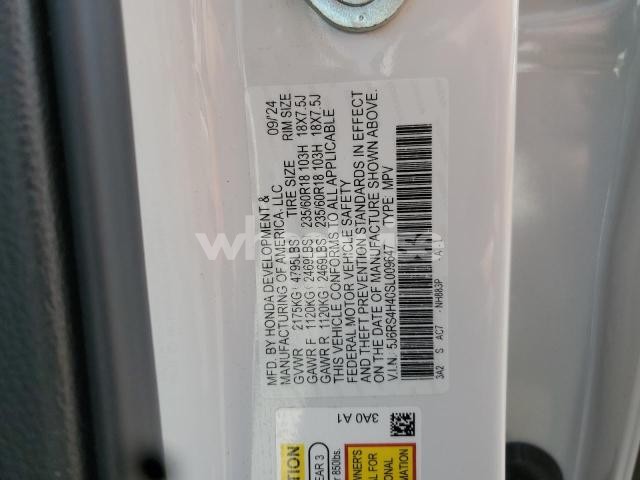 MFD. BY HONDA DEVELOPMENT & 09/'24
MANUFACTURING OF AMERICA, LLC
TIRE SIZE RIM SIZE
GVWR 2175KG 4795LBS
GAWR F 1120KG 2469LBS 235/60R18 103H 18X7.5J
GAWR R 1120KG 2469LBS 235/60R18 103H 18X7.5J
THIS VEHICLE CONFORMS TO ALL APPLICABLE
FEDERAL MOTOR VEHICLE SAFETY
AND THEFT PREVENTION STANDARDS IN EFFECT
ON THE DATE OF MANUFACTURE SHOWN ABOVE.
V.I.N. 5J6RS4H40SL009647 TYPE MPV
3A2 S AC7 NH883P
3A0 A1